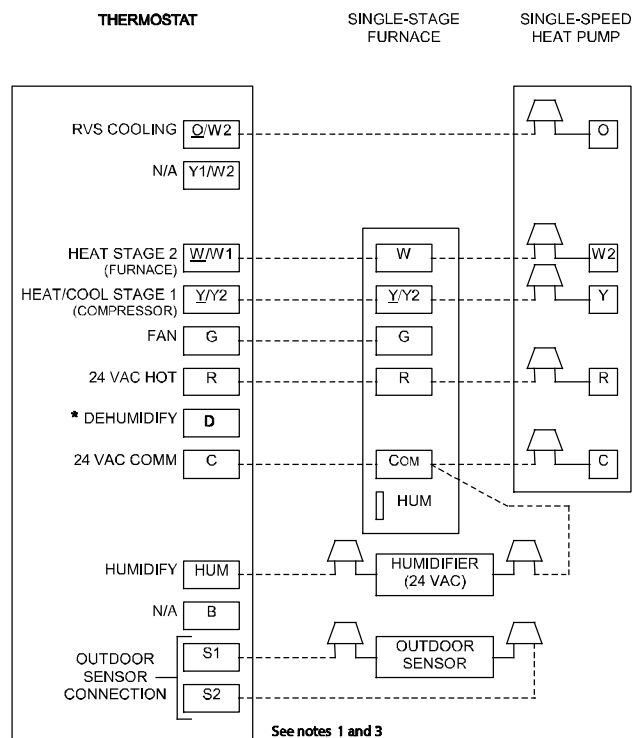 THERMOSTAT
SINGLE-STAGE
FURNACE
SINGLE-SPEED
HEAT PUMP
RVS COOLING O/W2 O
N/A Y1/W2
HEAT STAGE 2
(FURNACE)
W/W1 W W2
HEAT/COOL STAGE 1
(COMPRESSOR)
Y/Y2 Y/Y2 Y
FAN G G
24 VAC HOT R R R
* DEHUMIDIFY D
24 VAC COMM C COM C
HUM
HUMIDIFY HUM
HUMIDIFIER
(24 VAC)
N/A B
OUTDOOR
SENSOR
CONNECTION
S1
S2
OUTDOOR
SENSOR
See notes 1 and 3